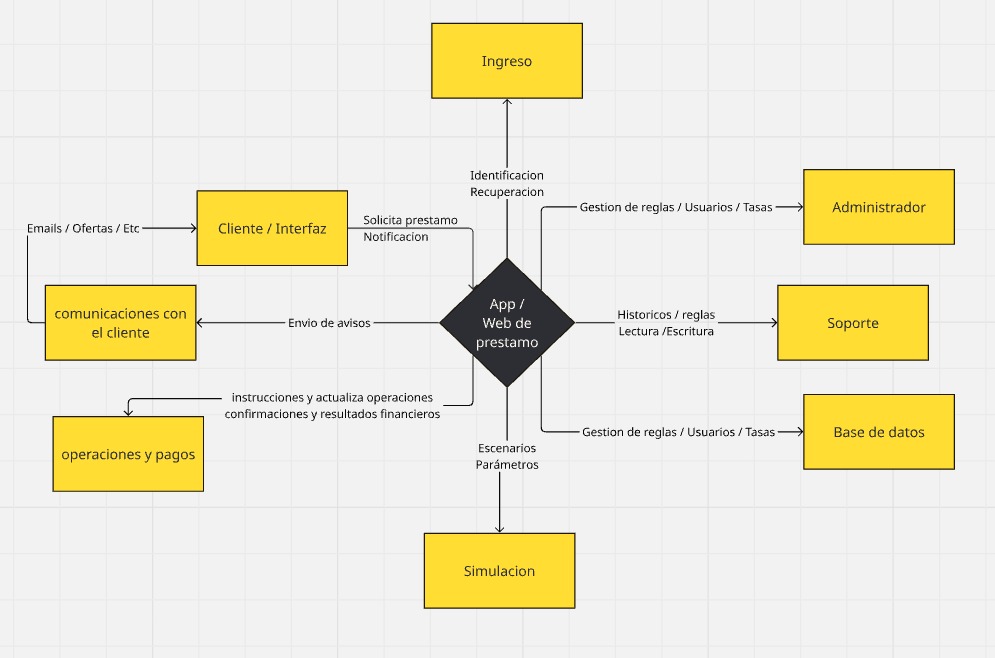 Ingreso
Identificacion
Recuperacion
Gestion de reglas / Usuarios / Tasas
Administrador
Solicita prestamo
Notificacion
Emails / Ofertas / Etc
Cliente / Interfaz
comunicaciones con
el cliente
Envio de avisos
App /
Web de
prestamo
Historicos / reglas
Lectura /Escritura
Soporte
instrucciones y actualiza operaciones
confirmaciones y resultados financieros
operaciones y pagos
Gestion de reglas / Usuarios / Tasas
Base de datos
Escenarios
Parámetros
Simulacion